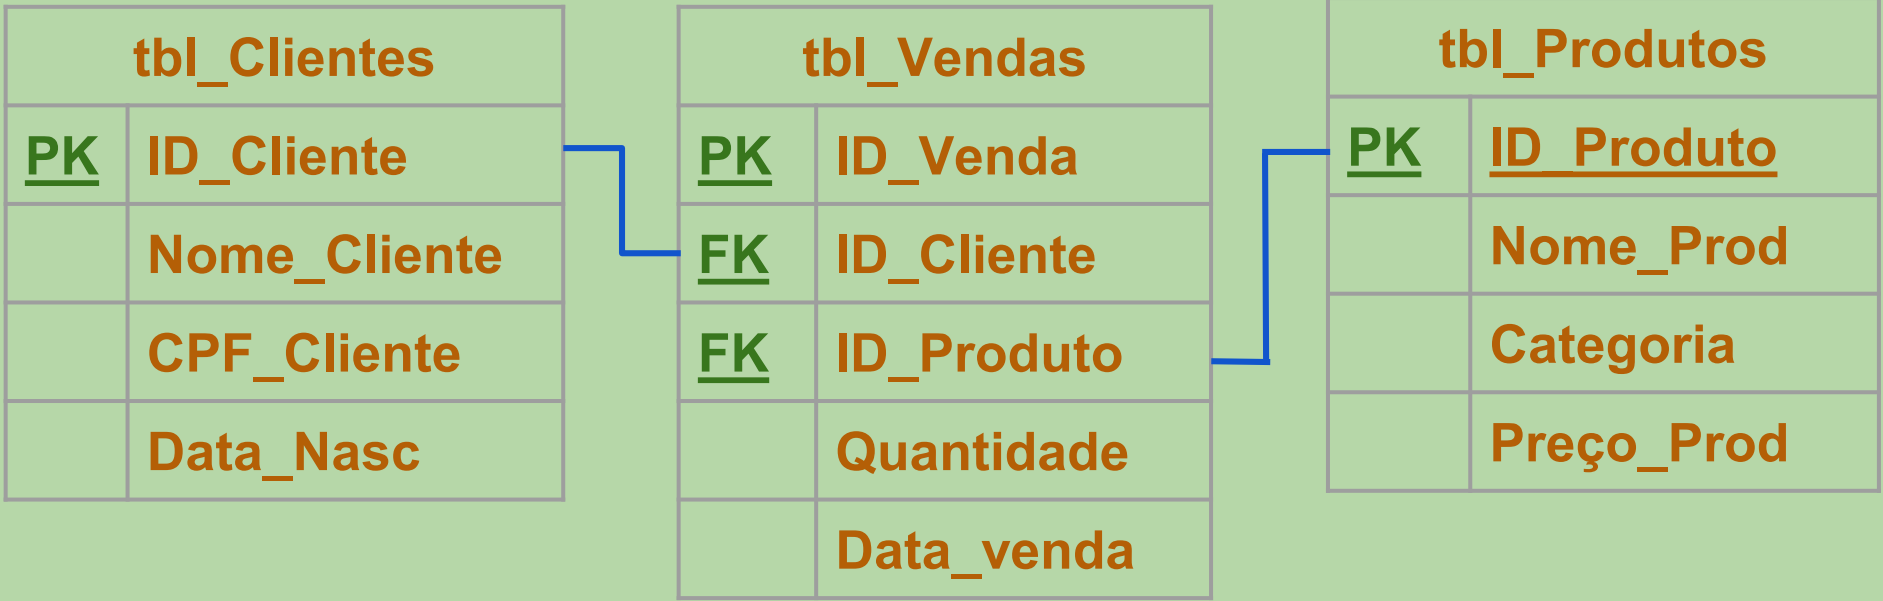 tbl_Clientes
PK ID_Cliente
Nome_Cliente
CPF_Cliente
Data_Nasc
tbl_Vendas
PK ID_Venda
FK ID_Cliente
FK ID_Produto
Quantidade
Data_venda
tbl_Produtos
PK ID_Produto
Nome_Prod
Categoria
Preço_Prod